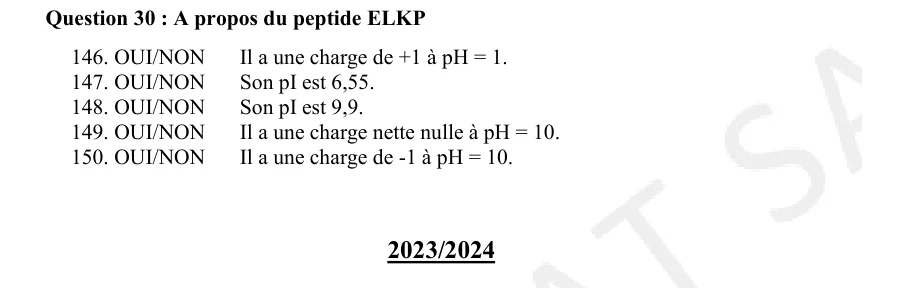 Question 30 : A propos du peptide ELKP
146. OUI/NON Il a une charge de +1 à pH = 1.
147. OUI/NON Son pI est 6,55.
148. OUI/NON Son pI est 9,9.
149. OUI/NON Il a une charge nette nulle à pH = 10.
150. OUI/NON Il a une charge de -1 à pH = 10.
AT SA
2023/2024